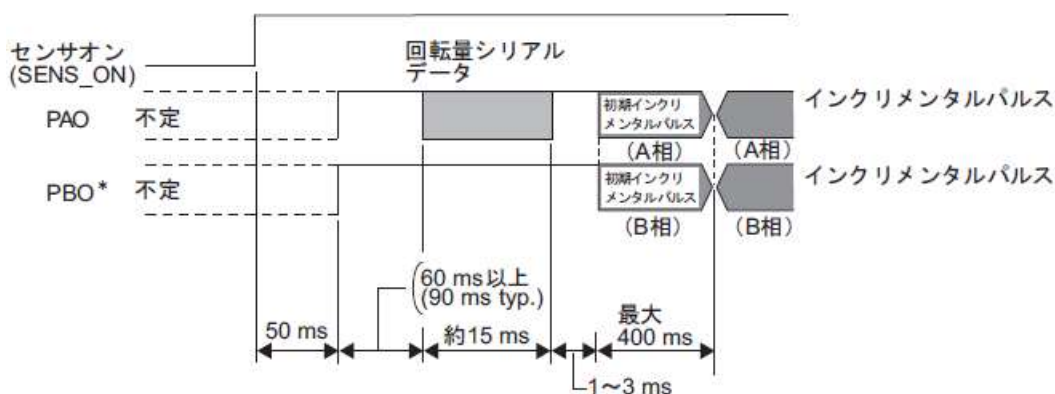 センサオン
(SENS_ON)
回転量シリアル
データ
PAO
不定
初期インクリ
メンタルパルス
(A相)
(A相)
インクリメンタルパルス
PBO*
不定
初期インクリ
メンタルパルス
(B相)
(B相)
インクリメンタルパルス
60 ms以上
(90 ms typ.)
50 ms
約15 ms
最大
400 ms
1～3 ms